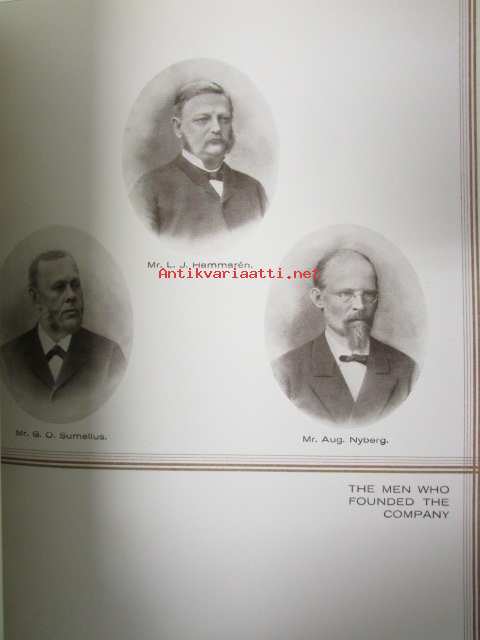 Mr. L. J. Hammarén.
Antikvariaatti.net
Mr. G. O. Sumelius.
Mr. Aug. Nyberg.
THE MEN WHO
FOUNDED THE
COMPANY